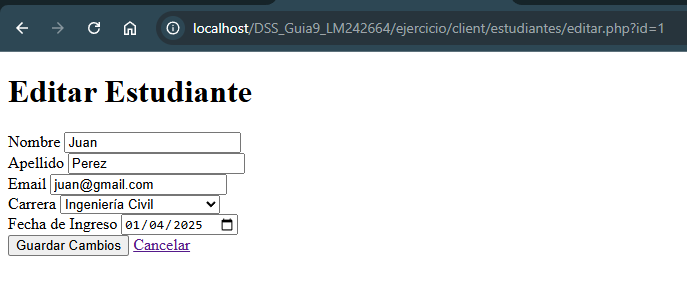 localhost/DSS_Guia9_LM242664/ejercicio/client/estudiantes/editar.php?id=1
Editar Estudiante
Nombre Juan
Apellido Perez
Email juan@gmail.com
Carrera Ingeniería Civil
Fecha de Ingreso 01/04/2025
Guardar Cambios Cancelar